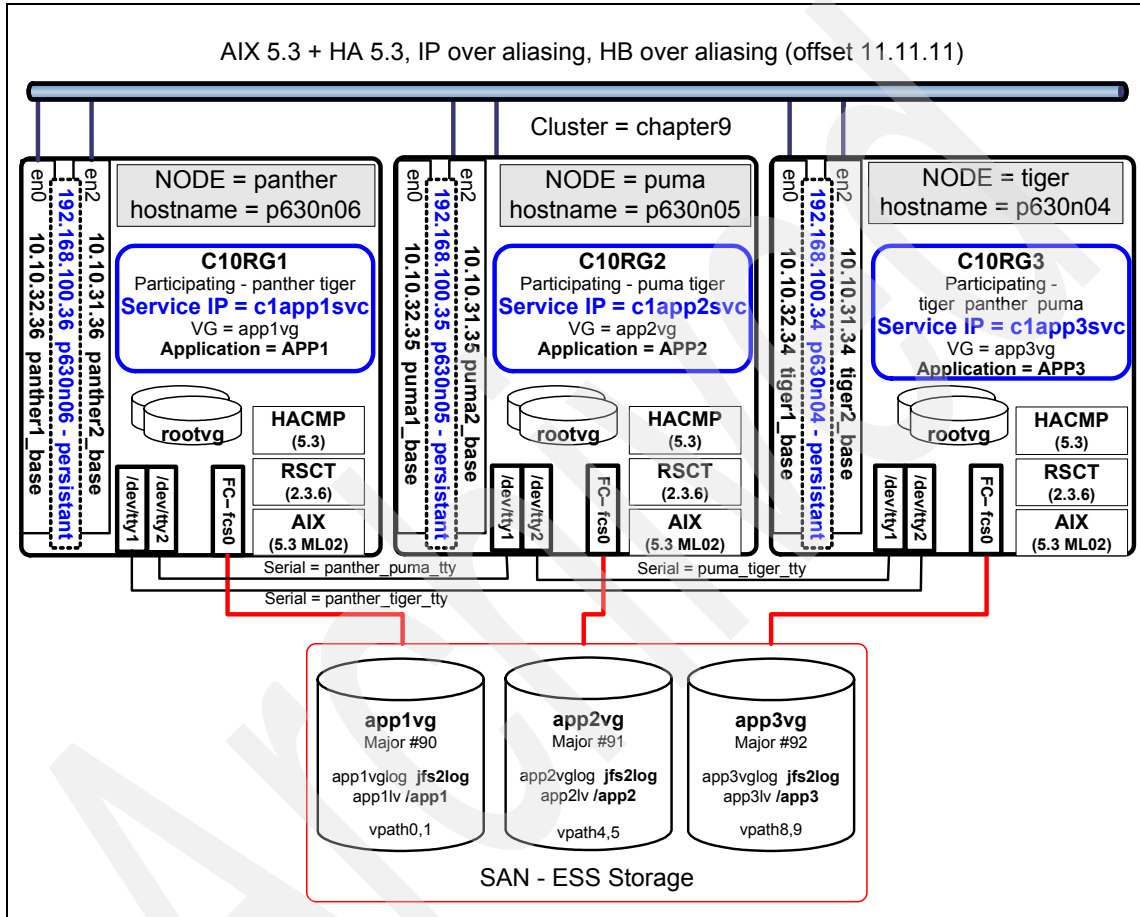 AIX 5.3 + HA 5.3, IP over aliasing, HB over aliasing (offset 11.11.11)
Cluster = chapter9
en0
en2
10.10.32.36 panther1_base
192.168.100.36 p630n06 - persistant
10.10.31.36 panther2_base
NODE = panther
hostname = p630n06
C10RG1
Participating - panther tiger
Service IP = c1app1svc
VG = app1vg
Application = APP1
rootvg
HACMP
(5.3)
RSCT
(2.3.6)
AIX
(5.3 ML02)
/dev/tty1
/dev/tty2
FC– fcs0
en0
en2
10.10.32.35 puma1_base
192.168.100.35 p630n05 - persistant
10.10.31.35 puma2_base
NODE = puma
hostname = p630n05
C10RG2
Participating - puma tiger
Service IP = c1app2svc
VG = app2vg
Application = APP2
rootvg
HACMP
(5.3)
RSCT
(2.3.6)
AIX
(5.3 ML02)
/dev/tty1
/dev/tty2
FC– fcs0
en0
en2
10.10.32.34 tiger1_base
192.168.100.34 p630n04 - persistant
10.10.31.34 tiger2_base
NODE = tiger
hostname = p630n04
C10RG3
Participating -
tiger panther puma
Service IP = c1app3svc
VG = app3vg
Application = APP3
rootvg
HACMP
(5.3)
RSCT
(2.3.6)
AIX
(5.3 ML02)
/dev/tty1
/dev/tty2
FC– fcs0
Serial = panther_puma_tty
Serial = puma_tiger_tty
Serial = panther_tiger_tty
app1vg
Major #90
app1vglog jfs2log
app1lv /app1
vpath0,1
app2vg
Major #91
app2vglog jfs2log
app2lv /app2
vpath4,5
app3vg
Major #92
app3vglog jfs2log
app3lv /app3
vpath8,9
SAN - ESS Storage